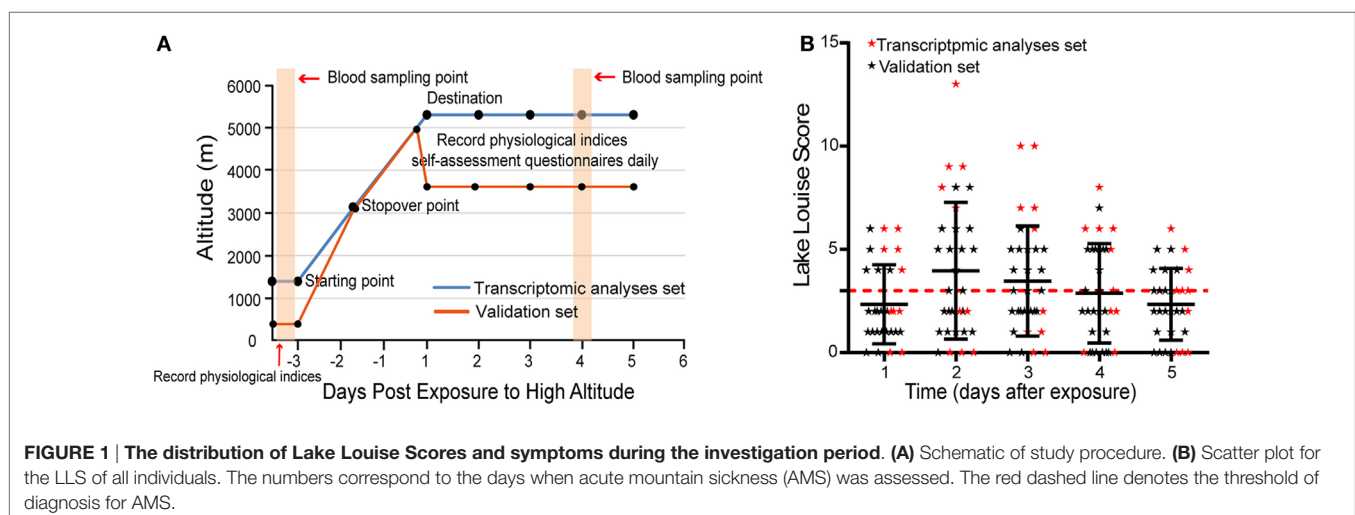 A
Blood sampling point
Blood sampling point
Altitude (m)
6000
5000
4000
3000
2000
1000
0
Destination
Record physiological indices
self-assessment questionnaires daily
Stopover point
Starting point
Transcriptomic analyses set
Validation set
-3 -2 -1 1 2 3 4 5 6
Record physiological indices
Days Post Exposure to High Altitude
B
Transcriptpmic analyses set
Validation set
Lake Louise Score
15
10
5
0
1 2 3 4 5
Time (days after exposure)
FIGURE 1 | The distribution of Lake Louise Scores and symptoms during the investigation period. (A) Schematic of study procedure. (B) Scatter plot for
the LLS of all individuals. The numbers correspond to the days when acute mountain sickness (AMS) was assessed. The red dashed line denotes the threshold of
diagnosis for AMS.